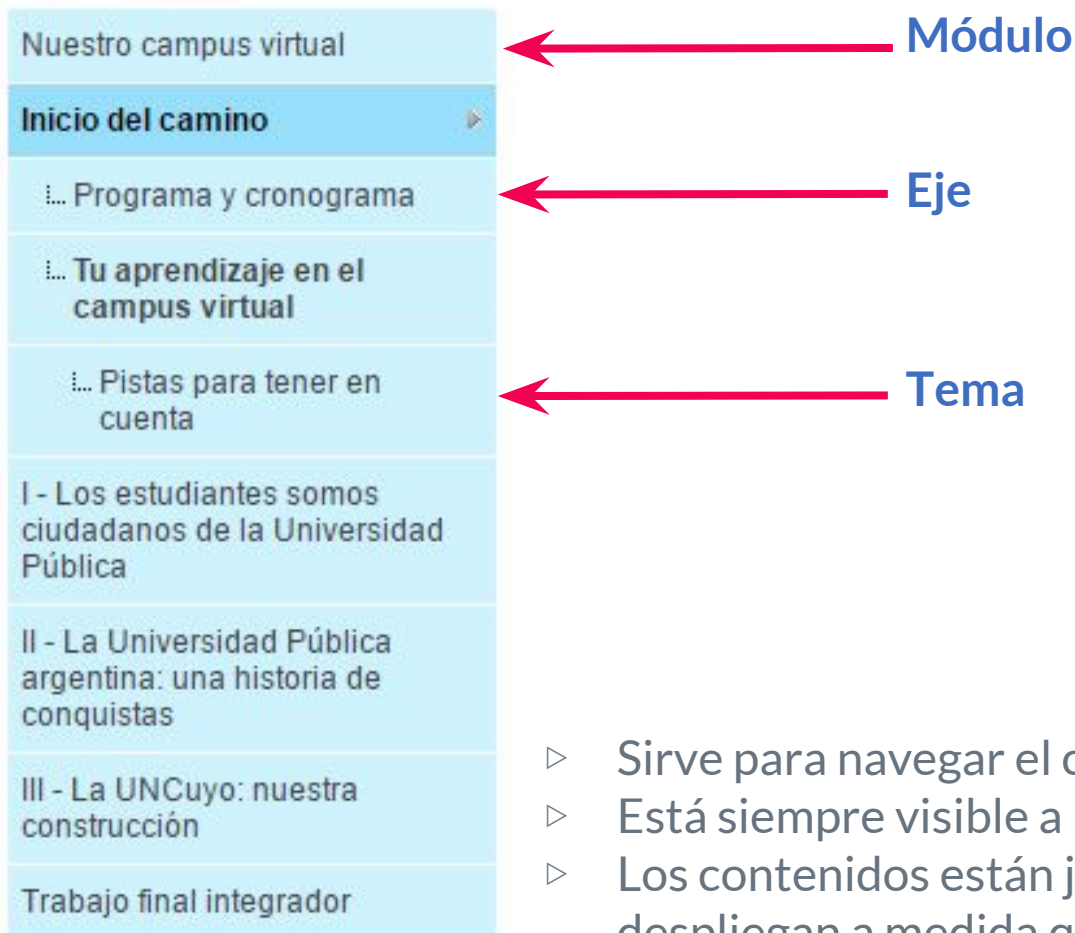 Nuestro campus virtual
Módulo
Inicio del camino
Programa y cronograma
Eje
Tu aprendizaje en el
campus virtual
Pistas para tener en
cuenta
Tema
I - Los estudiantes somos
ciudadanos de la Universidad
Pública
II - La Universidad Pública
argentina: una historia de
conquistas
III - La UNCuyo: nuestra
construcción
Trabajo final integrador
Sirve para navegar el
Está siempre visible a
Los contenidos están
despliegan a medida